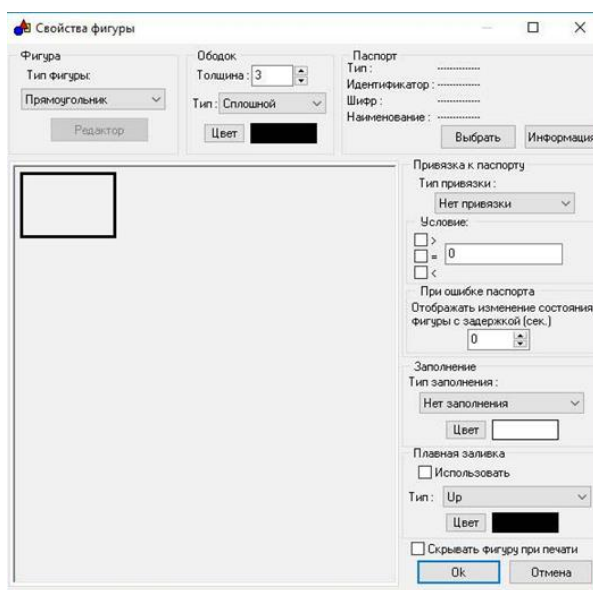 Свойства фигуры
Фигура
Тип фигуры:
Прямоугольник
Редактор
Ободок
Толщина : 3
Тип : Сплошной
Цвет
Паспорт
Тип : --------------
Идентификатор : --------------
Шифр : --------------
Наименование : --------------
Выбрать Информация
Привязка к паспорту
Тип привязки :
Нет привязки
Условие:
>
= 0
<
При ошибке паспорта
Отображать изменение состояния
фигуры с задержкой (сек.)
0
Заполнение
Тип заполнения :
Нет заполнения
Цвет
Плавная заливка
Использовать
Тип : Up
Цвет
Скрывать фигуру при печати
Ok Отмена